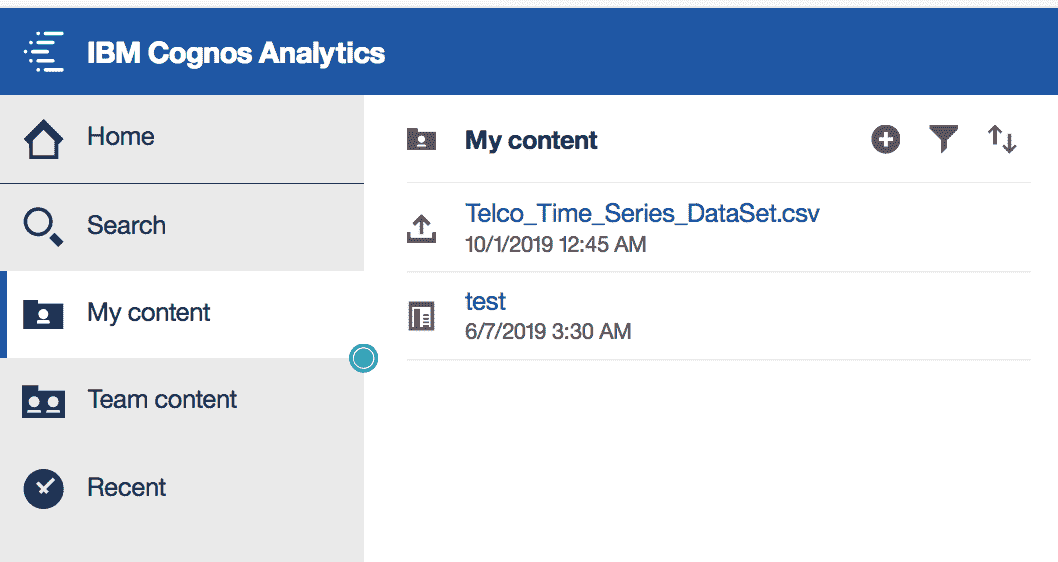 IBM Cognos Analytics
Home
Search
My content
Team content
Recent
My content
Telco_Time_Series_DataSet.csv
10/1/2019 12:45 AM
test
6/7/2019 3:30 AM